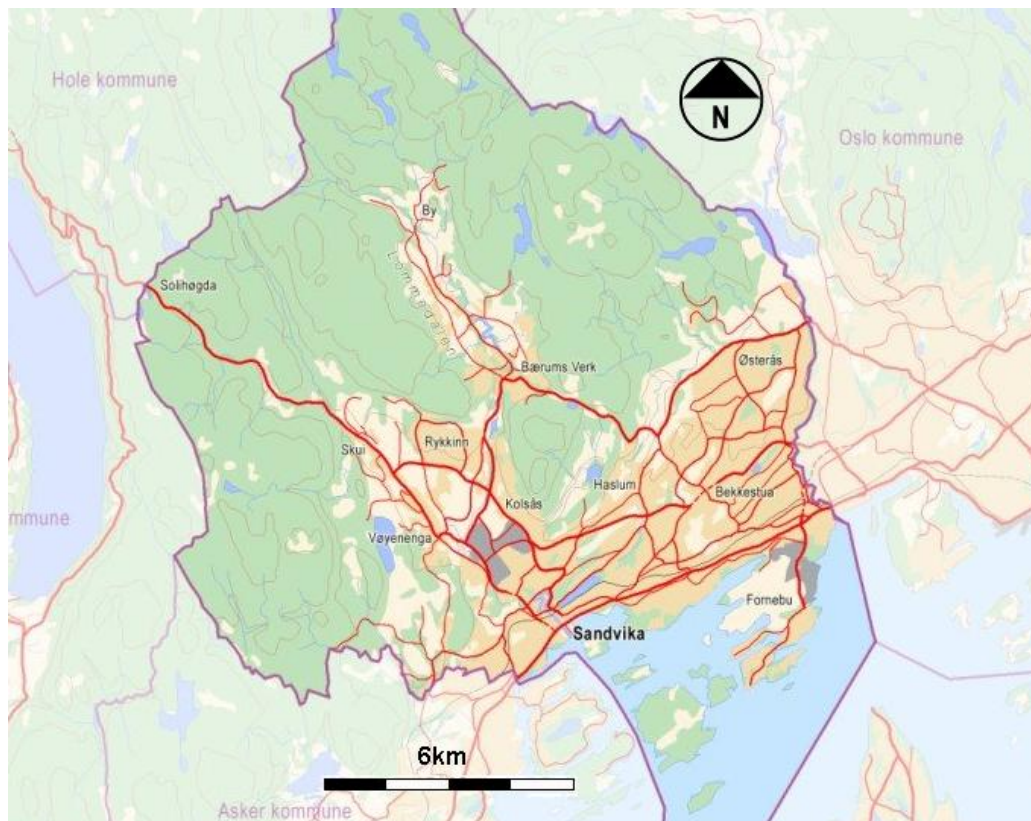 Hole kommune
N
Oslo kommune
By
Lommedalen
Solihøgda
Østerås
Bærums Verk
Rykkinn
Skui
Haslum
Bekkestua
Kolsås
mmune
Vøyenenga
Fornebu
Sandvika
6km
Asker kommune